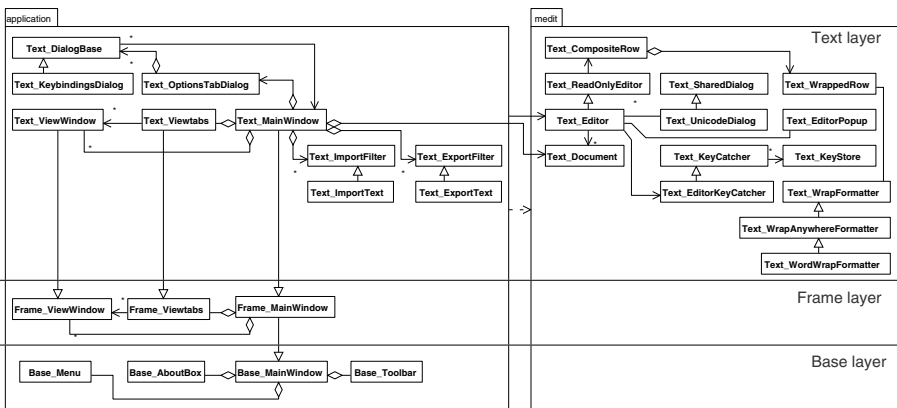 application
medit
Text layer
Text_DialogBase
*
Text_CompositeRow
*
Text_KeybindingsDialog
Text_OptionsTabDialog
Text_ReadOnlyEditor
Text_SharedDialog
Text_WrappedRow
*
Text_ViewWindow
*
Text_Viewtabs
Text_MainWindow
Text_Editor
Text_UnicodeDialog
Text_EditorPopup
*
*
Text_ImportFilter
Text_ExportFilter
Text_Document
Text_KeyCatcher
*
Text_KeyStore
*
*
Text_ImportText
Text_ExportText
Text_EditorKeyCatcher
Text_WrapFormatter
Text_WrapAnywhereFormatter
Text_WordWrapFormatter
Frame layer
*
Frame_ViewWindow
Frame_Viewtabs
Frame_MainWindow
*
Base layer
Base_Menu
Base_AboutBox
Base_MainWindow
Base_Toolbar